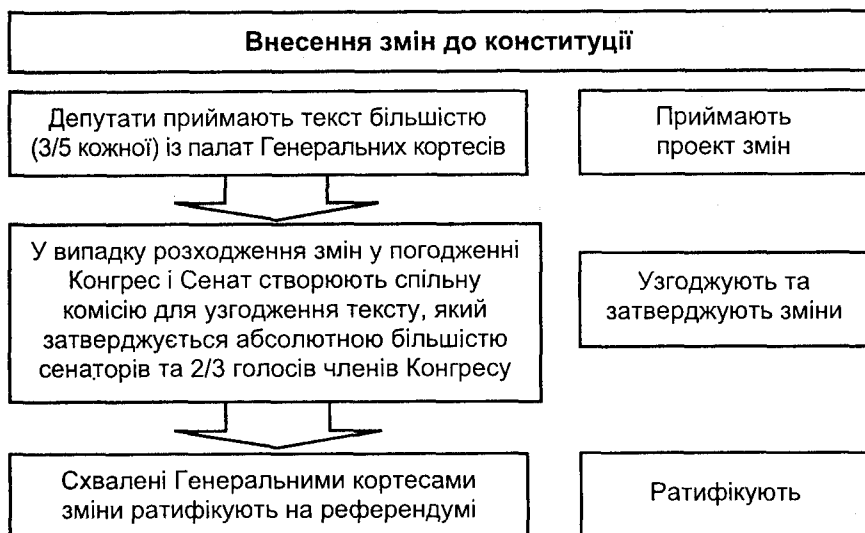 Внесення змін до конституції
Депутати приймають текст більшістю
(3/5 кожної) із палат Генеральних кортесів
Приймають
проект змін
У випадку розходження змін у погодженні
Конгрес і Сенат створюють спільну
комісію для узгодження тексту, який
затверджується абсолютною більшістю
сенаторів та 2/3 голосів членів Конгресу
Узгоджують та
затверджують зміни
Схвалені Генеральними кортесами
зміни ратифікують на референдумі
Ратифікують